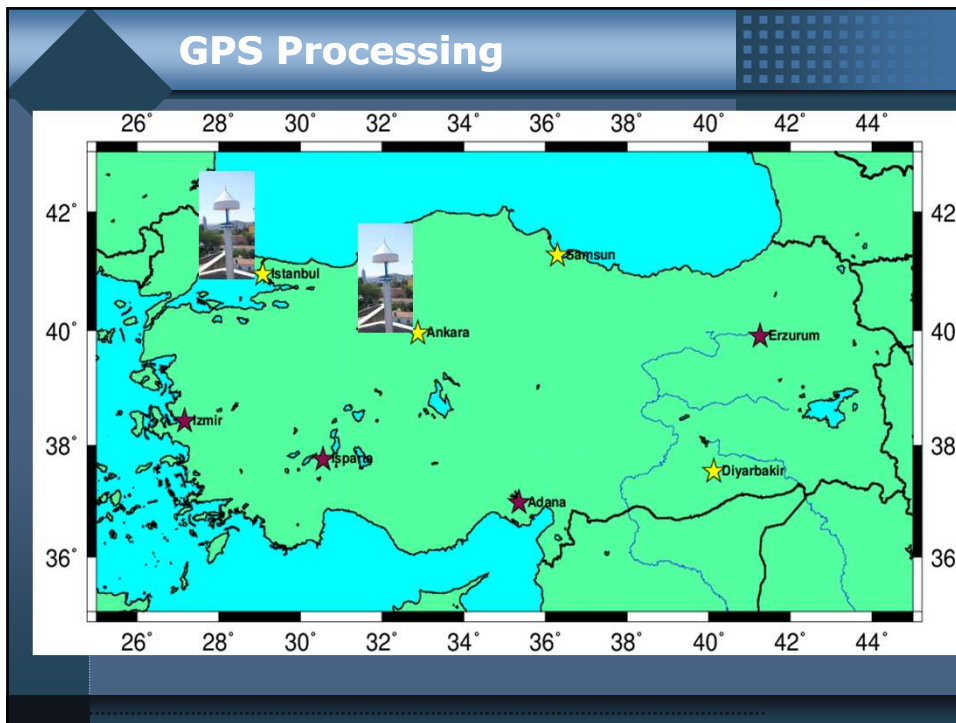 GPS Processing
26° 28° 30° 32° 34° 36° 38° 40° 42° 44°
42° 42
Samsun
Istanbul
40° Ankara Erzurum 40
Izmir
38° 38
Isparta
Diyarbakir
Adana
36° 36
26° 28° 30° 32° 34° 36° 38° 40° 42° 44°